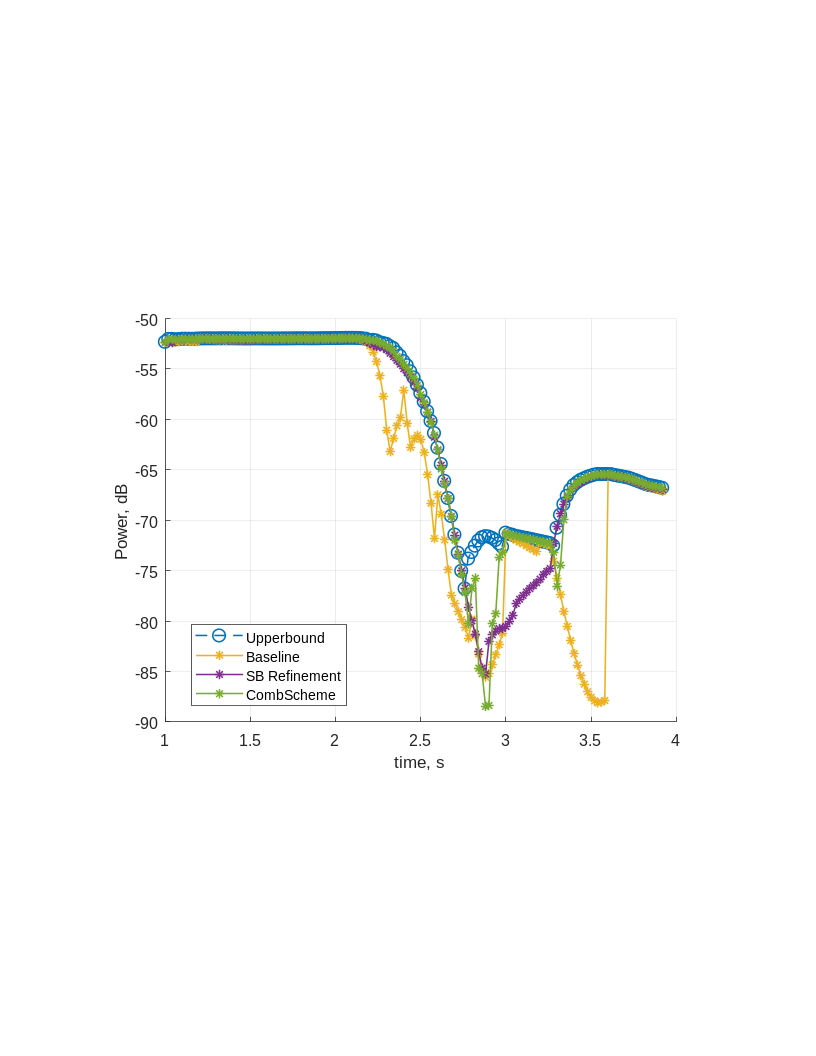 -50
-55
-60
-65
-70
-75
-80
-85
-90
Power, dB
Upperbound
Baseline
SB Refinement
CombScheme
1 1.5 2 2.5 3 3.5 4
time, s